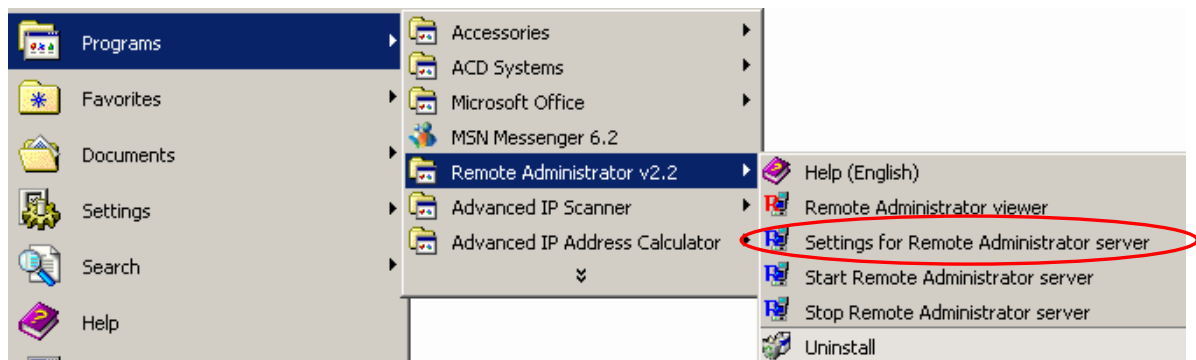 Programs
Favorites
Documents
Settings
Search
Help
Accessories
ACD Systems
Microsoft Office
MSN Messenger 6.2
Remote Administrator v2.2
Advanced IP Scanner
Advanced IP Address Calculator
Help (English)
Remote Administrator viewer
Settings for Remote Administrator server
Start Remote Administrator server
Stop Remote Administrator server
Uninstall